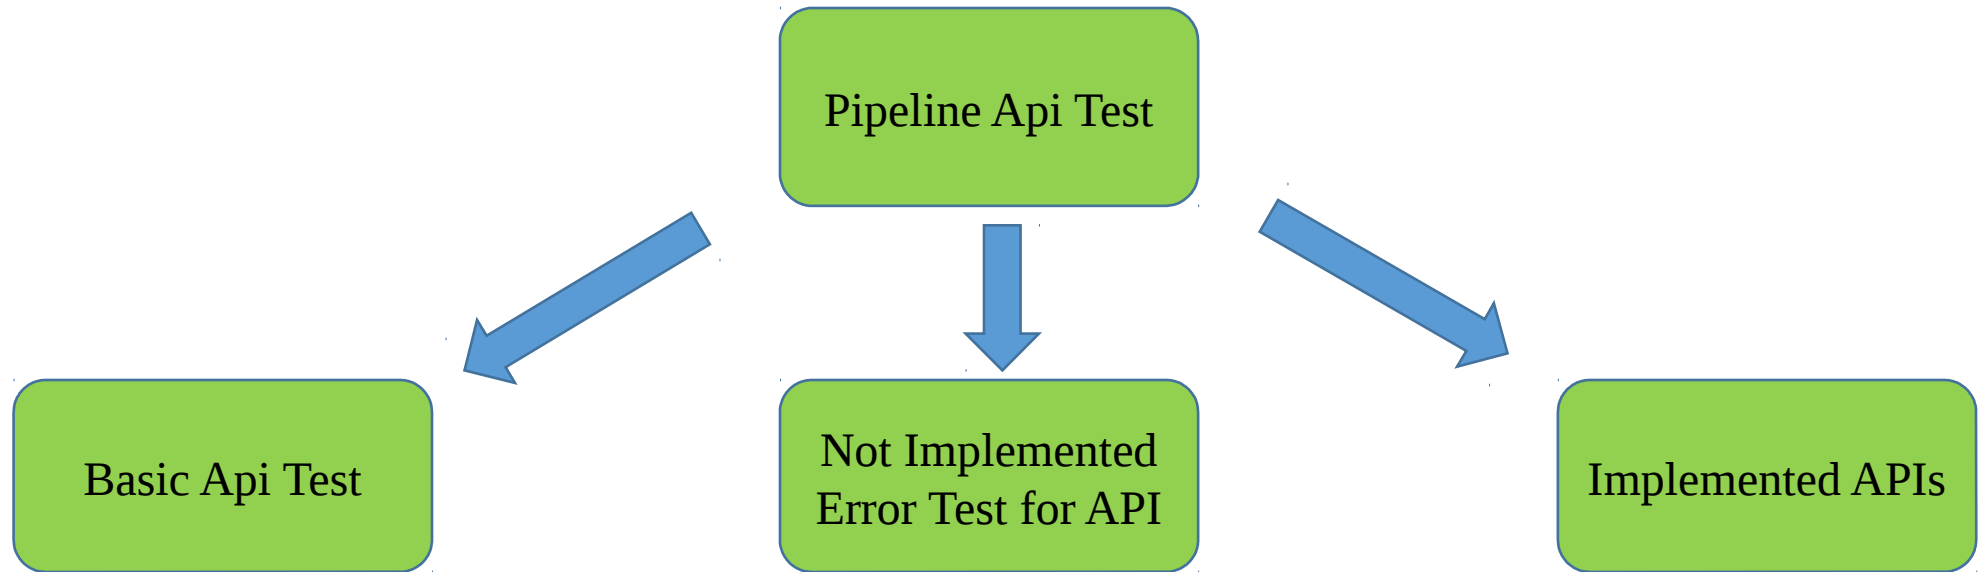 Pipeline Api Test
Basic Api Test
Not Implemented
Error Test for API
Implemented APIs